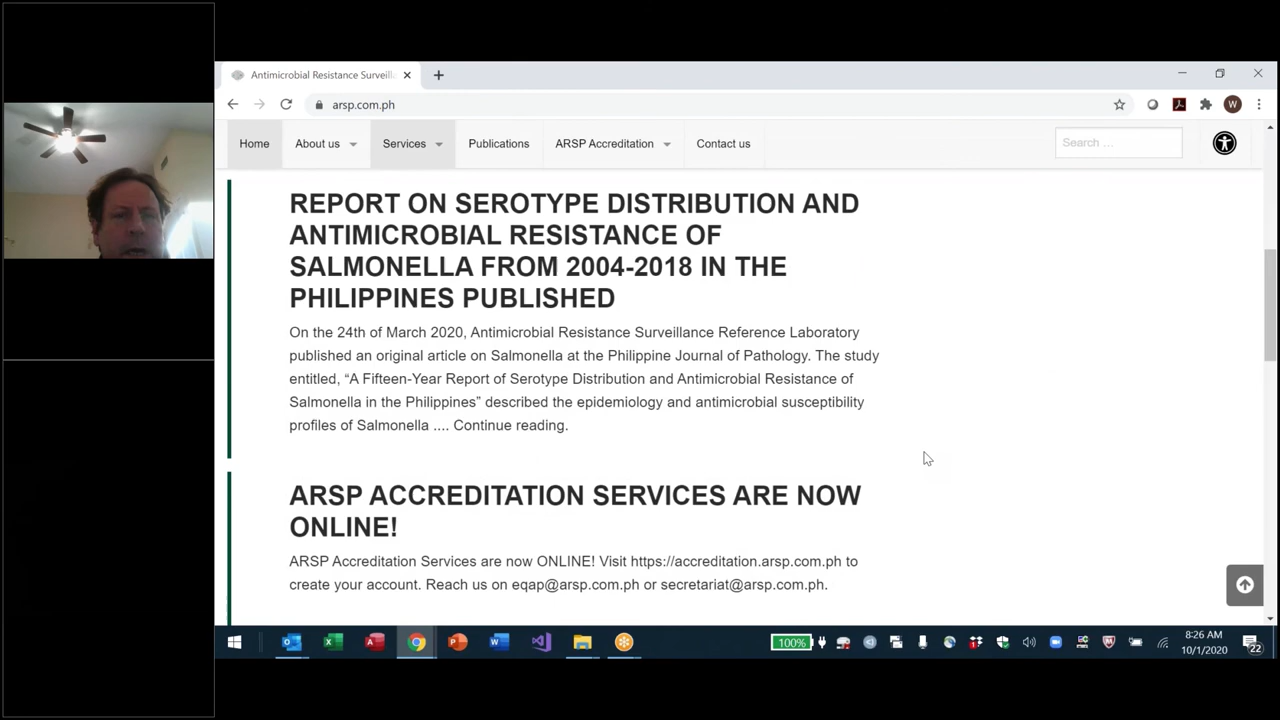 Antimicrobial Resistance Surveill
arsp.com.ph
W
Home About us Services Publications ARSP Accreditation Contact us Search …
REPORT ON SEROTYPE DISTRIBUTION AND
ANTIMICROBIAL RESISTANCE OF
SALMONELLA FROM 2004-2018 IN THE
PHILIPPINES PUBLISHED
On the 24th of March 2020, Antimicrobial Resistance Surveillance Reference Laboratory
published an original article on Salmonella at the Philippine Journal of Pathology. The study
entitled, “A Fifteen-Year Report of Serotype Distribution and Antimicrobial Resistance of
Salmonella in the Philippines” described the epidemiology and antimicrobial susceptibility
profiles of Salmonella .... Continue reading.
ARSP ACCREDITATION SERVICES ARE NOW
ONLINE!
ARSP Accreditation Services are now ONLINE! Visit https://accreditation.arsp.com.ph to
create your account. Reach us on eqap@arsp.com.ph or secretariat@arsp.com.ph.
100%
8:26 AM
10/1/2020
22